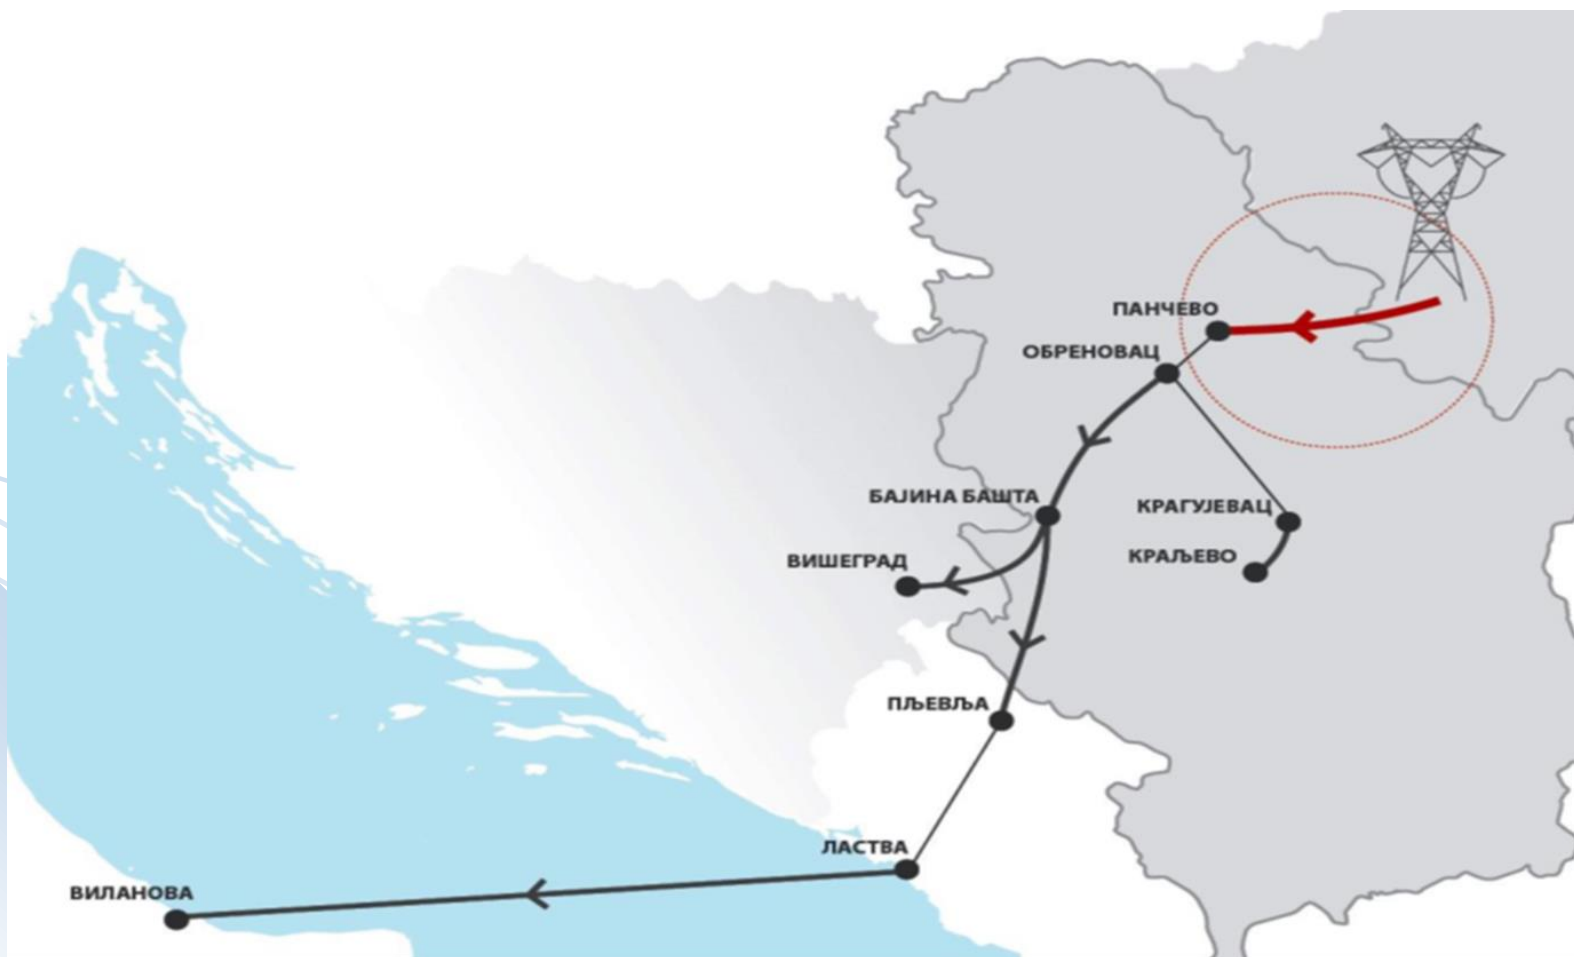 ПАНЧЕВО
ОБРЕНОВАЦ
БАЈИНА БАШТА
КРАГУЈЕВАЦ
ВИШЕГРАД
КРАЉЕВО
ПЉЕВЉА
ЛАСТВА
ВИЛАНОВА